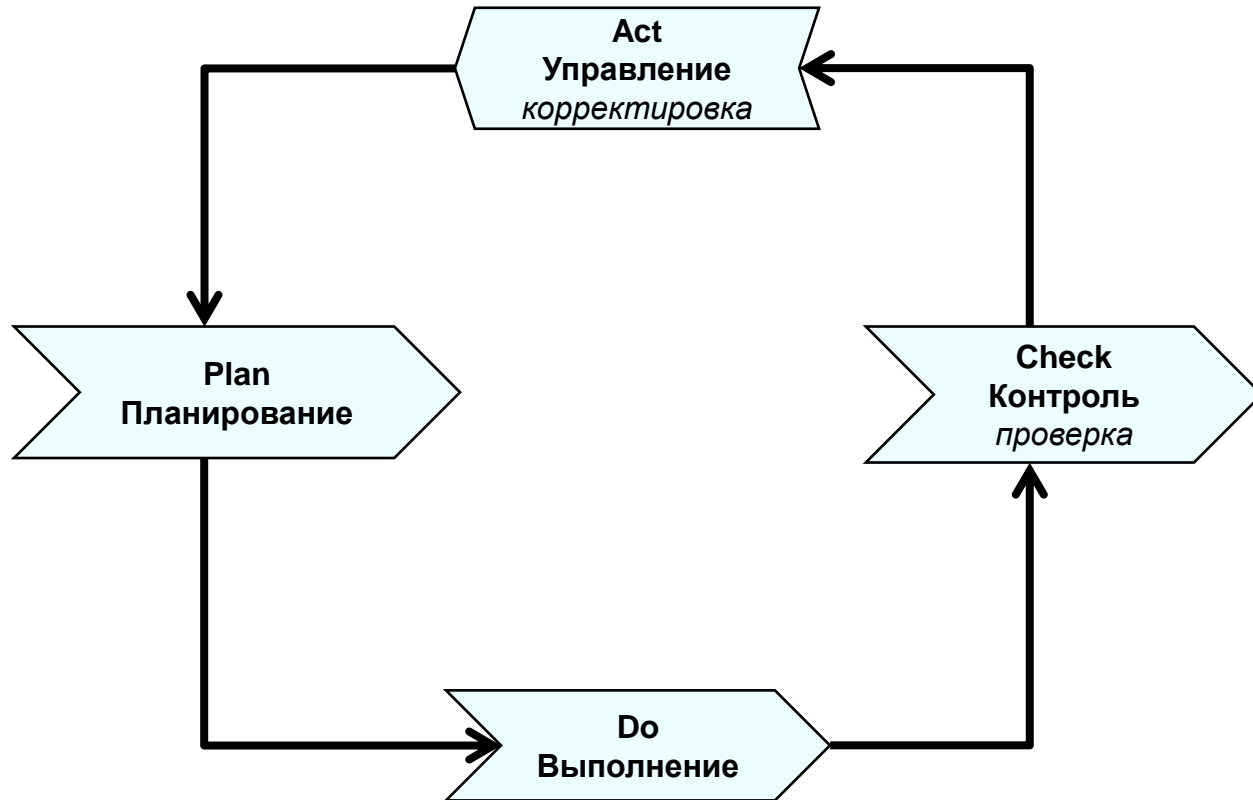 Act
Управление
корректировка
Plan
Планирование
Check
Контроль
проверка
Do
Выполнение